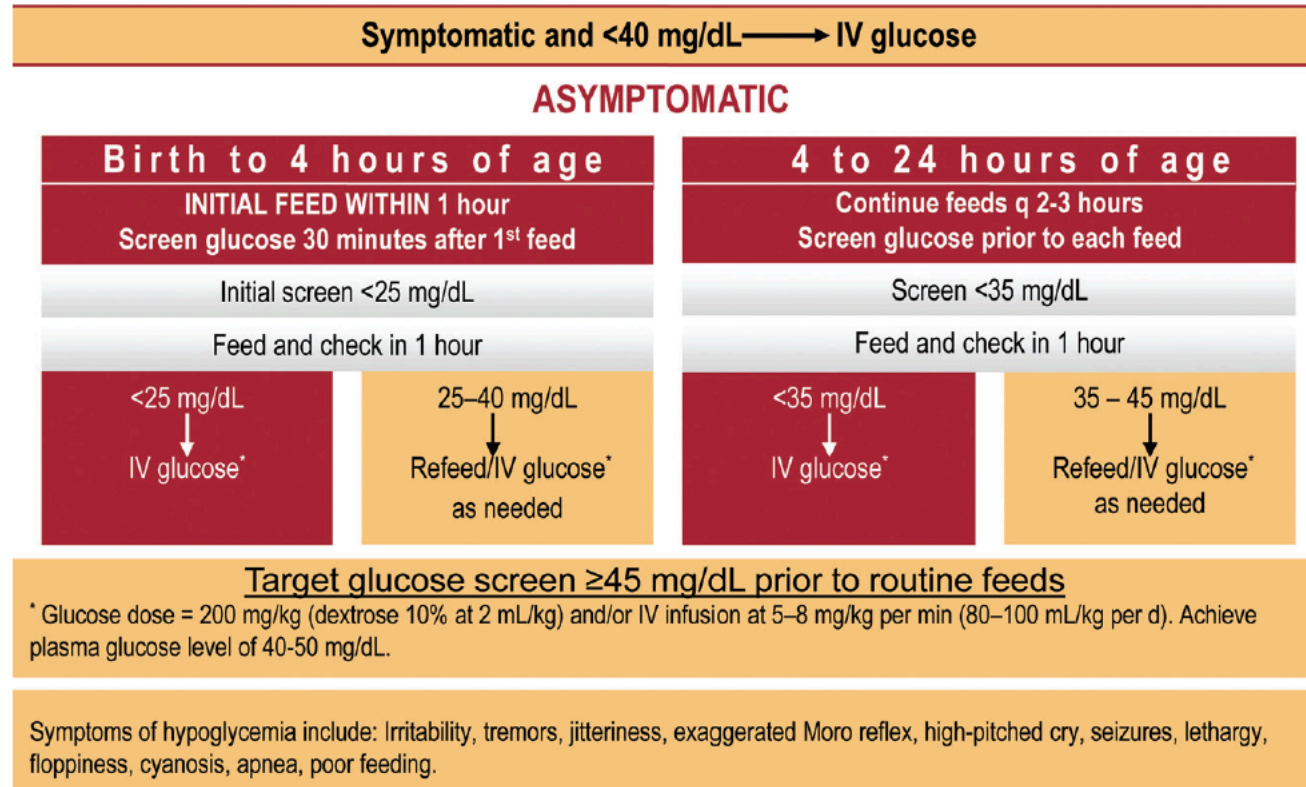 Symptomatic and <40 mg/dL⟶ IV glucose
ASYMPTOMATIC
Birth to 4 hours of age
INITIAL FEED WITHIN 1 hour
Screen glucose 30 minutes after 1st feed
Initial screen <25 mg/dL
Feed and check in 1 hour
<25 mg/dL
↓
IV glucose*
25–40 mg/dL
↓
Refeed/IV glucose*
as needed
4 to 24 hours of age
Continue feeds q 2-3 hours
Screen glucose prior to each feed
Screen <35 mg/dL
Feed and check in 1 hour
<35 mg/dL
↓
IV glucose*
35 – 45 mg/dL
↓
Refeed/IV glucose*
as needed
Target glucose screen ≥45 mg/dL prior to routine feeds
* Glucose dose = 200 mg/kg (dextrose 10% at 2 mL/kg) and/or IV infusion at 5–8 mg/kg per min (80–100 mL/kg per d). Achieve
plasma glucose level of 40-50 mg/dL.
Symptoms of hypoglycemia include: Irritability, tremors, jitteriness, exaggerated Moro reflex, high-pitched cry, seizures, lethargy,
floppiness, cyanosis, apnea, poor feeding.